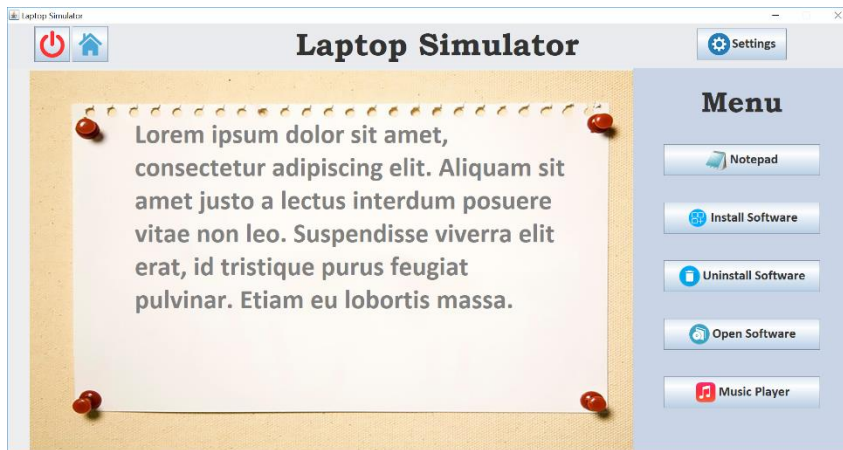 Laptop Simulator
Laptop Simulator
Settings
Lorem ipsum dolor sit amet,
consectetur adipiscing elit. Aliquam sit
amet justo a lectus interdum posuere
vitae non leo. Suspendisse viverra elit
erat, id tristique purus feugiat
pulvinar. Etiam eu lobortis massa.
Menu
Notepad
Install Software
Uninstall Software
Open Software
Music Player